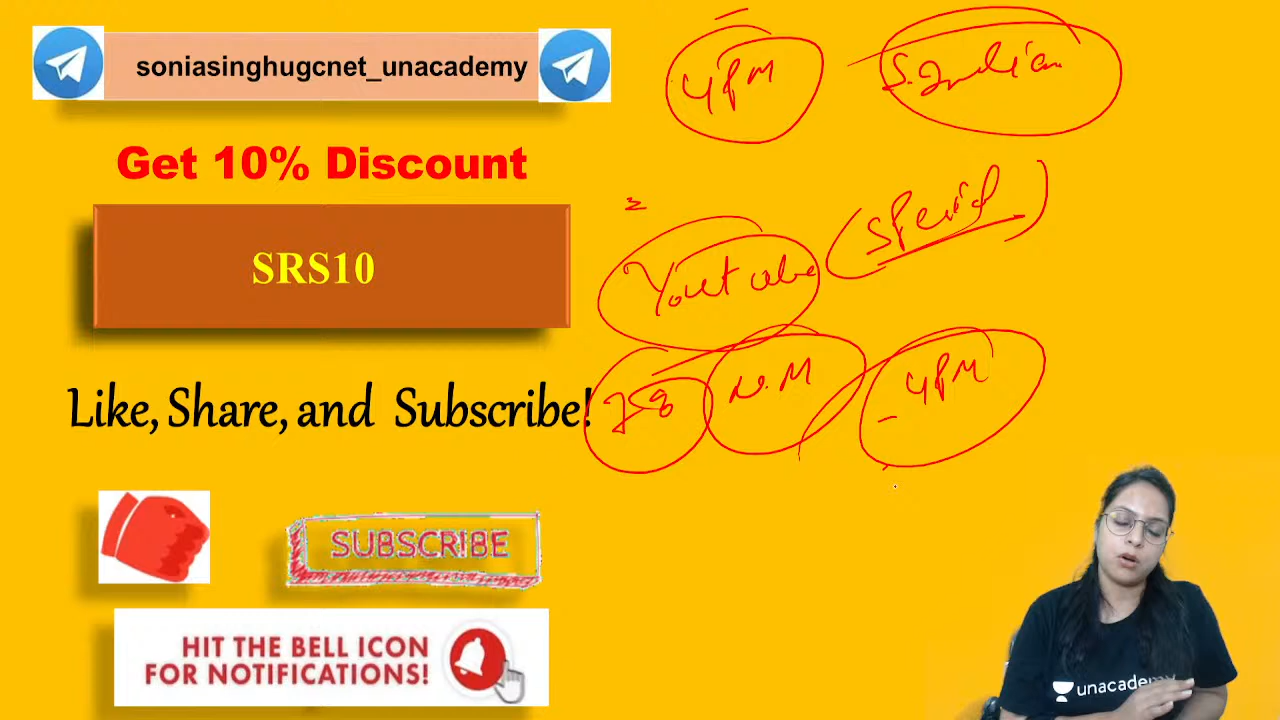 soniasinghugcnet_unacademy
Get 10% Discount
SRS10
Like, Share, and Subscribe!
SUBSCRIBE
HIT THE BELL ICON
FOR NOTIFICATIONS!
4PM
S. Indian
Youtube
N.M
4PM
unacademy